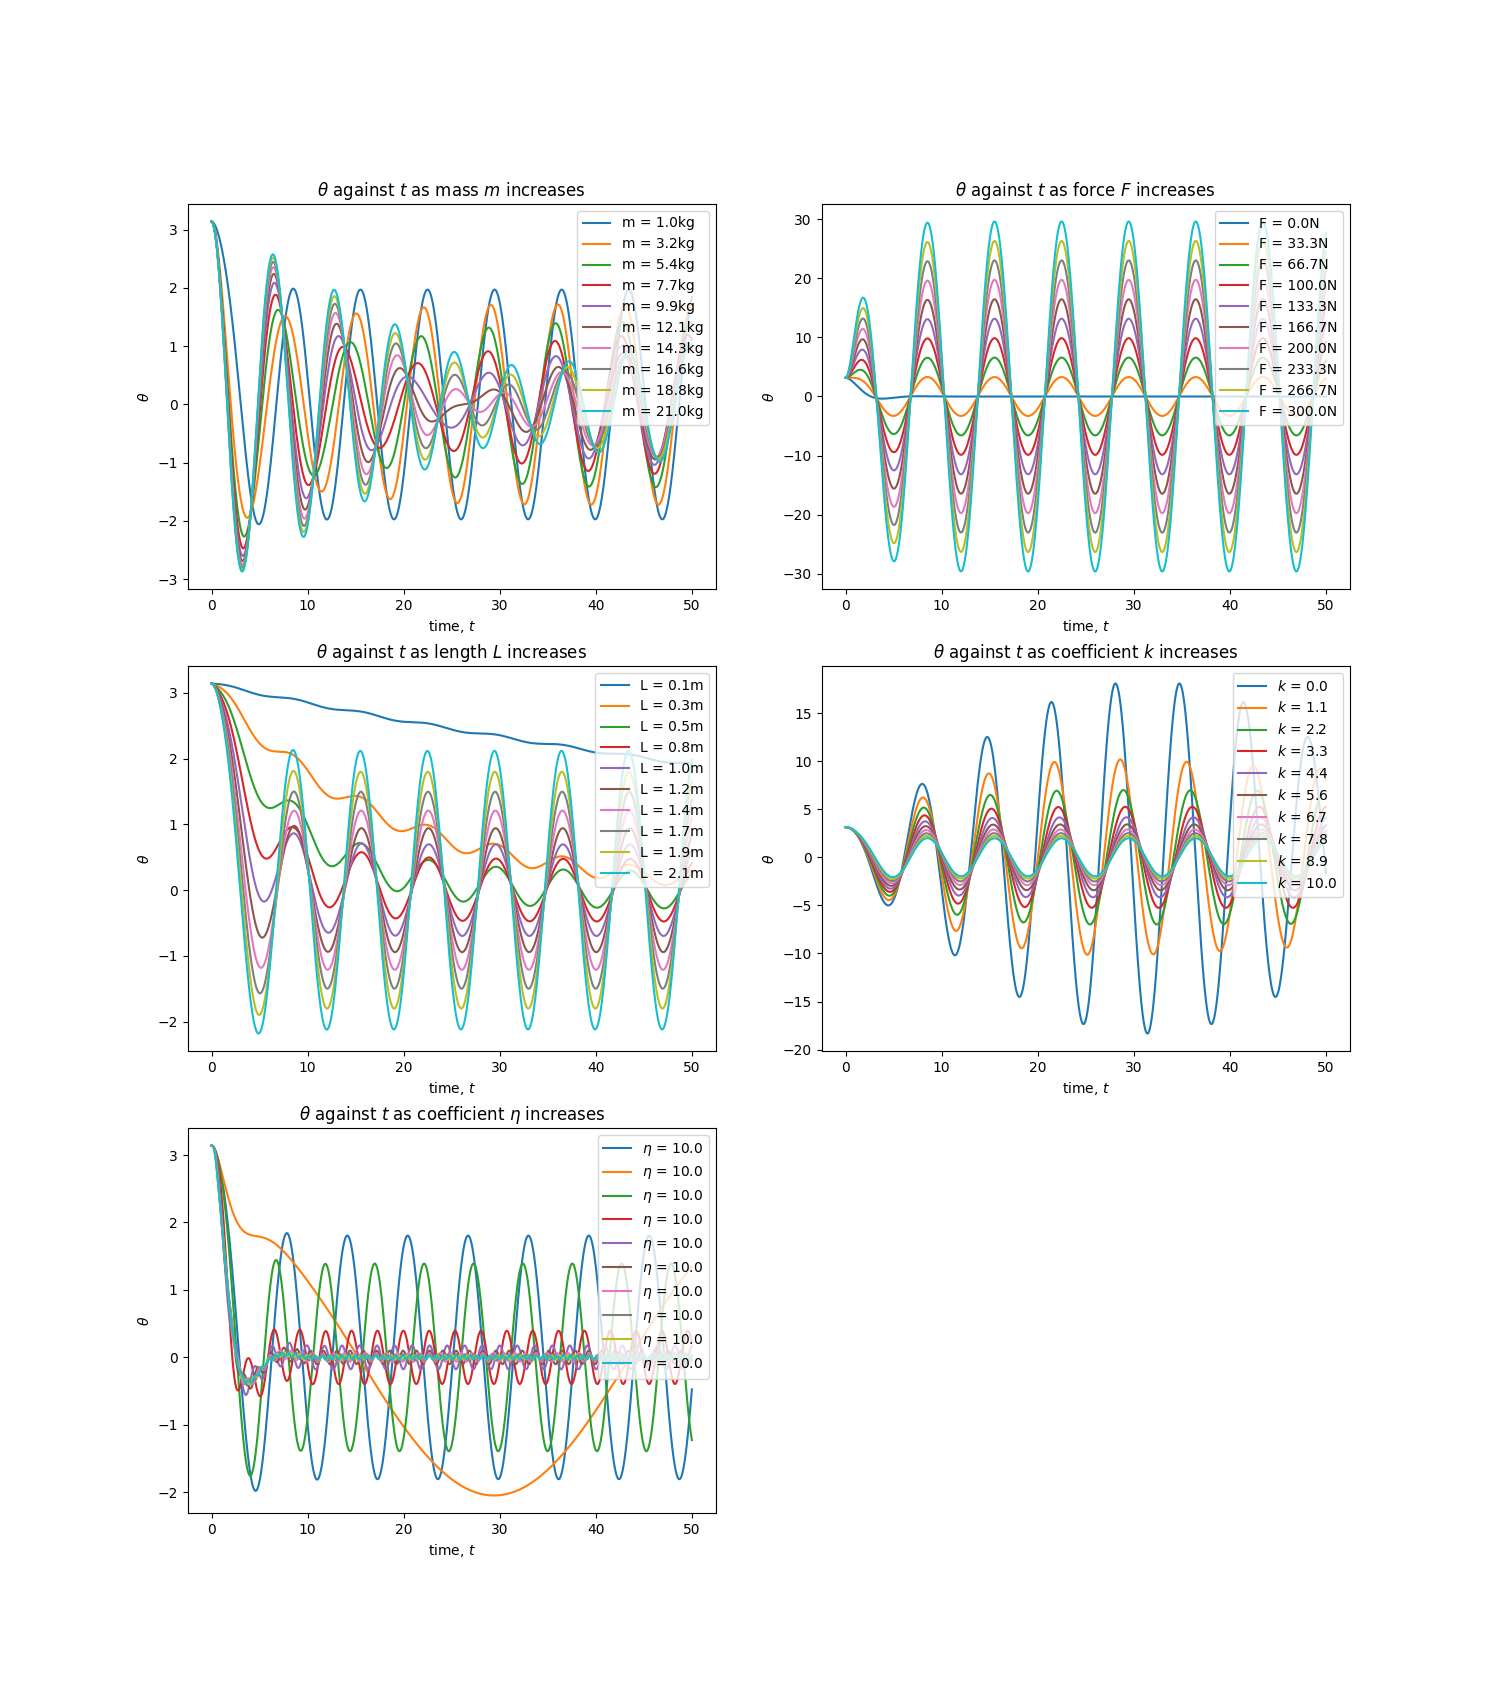 θ against t as mass m increases
3
2
1
0
−1
−2
−3
θ
0 10 20 30 40 50
time, t
m = 1.0kg
m = 3.2kg
m = 5.4kg
m = 7.7kg
m = 9.9kg
m = 12.1kg
m = 14.3kg
m = 16.6kg
m = 18.8kg
m = 21.0kg
θ against t as force F increases
30
20
10
0
−10
−20
−30
θ
0 10 20 30 40 50
time, t
F = 0.0N
F = 33.3N
F = 66.7N
F = 100.0N
F = 133.3N
F = 166.7N
F = 200.0N
F = 233.3N
F = 266.7N
F = 300.0N
θ against t as length L increases
3
2
1
0
−1
−2
θ
0 10 20 30 40 50
time, t
L = 0.1m
L = 0.3m
L = 0.5m
L = 0.8m
L = 1.0m
L = 1.2m
L = 1.4m
L = 1.7m
L = 1.9m
L = 2.1m
θ against t as coefficient k increases
15
10
5
0
−5
−10
−15
−20
θ
0 10 20 30 40 50
time, t
k = 0.0
k = 1.1
k = 2.2
k = 3.3
k = 4.4
k = 5.6
k = 6.7
k = 7.8
k = 8.9
k = 10.0
θ against t as coefficient η increases
3
2
1
0
−1
−2
θ
0 10 20 30 40 50
time, t
η = 10.0
η = 10.0
η = 10.0
η = 10.0
η = 10.0
η = 10.0
η = 10.0
η = 10.0
η = 10.0
η = 10.0